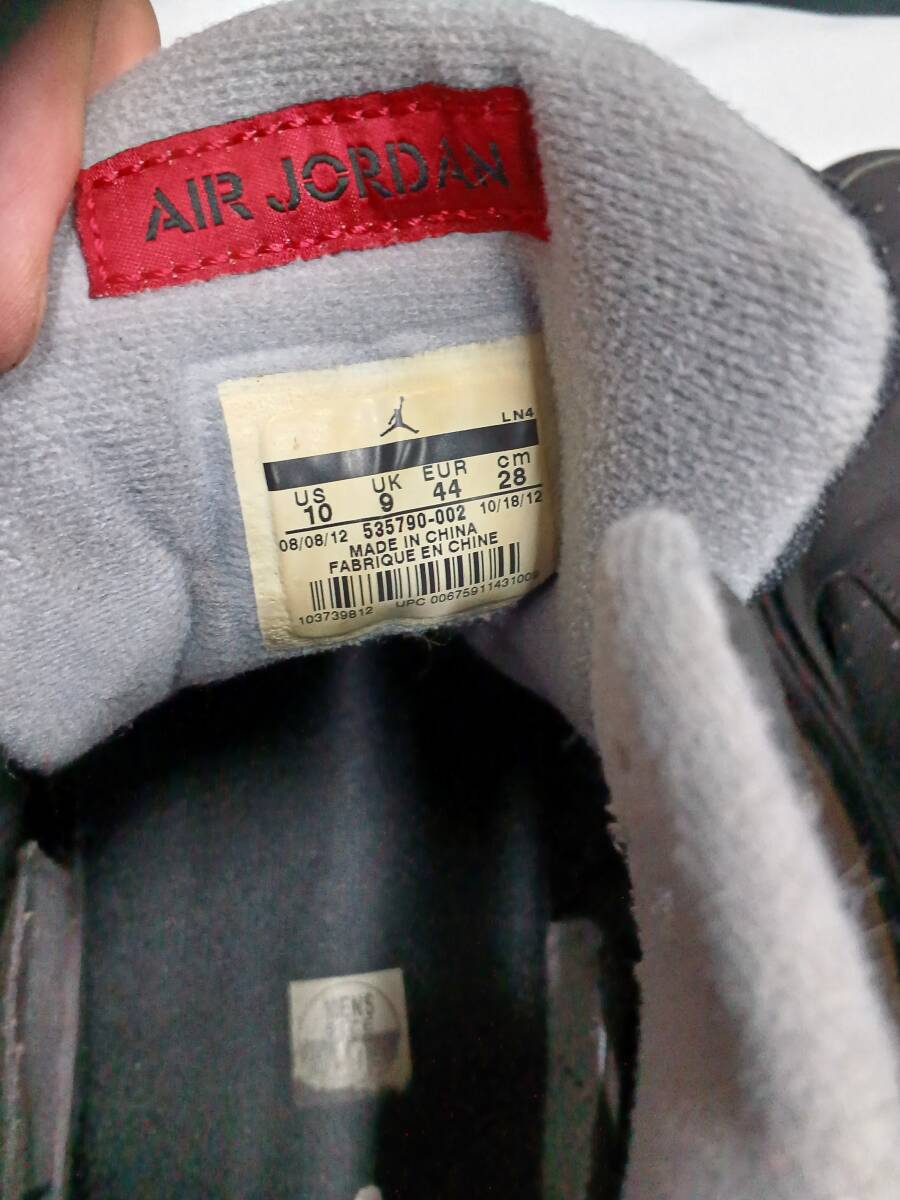 AIR JORDAN
LN4
US UK EUR cm
10 9 44 28
08/08/12 535790-002 10/18/12
MADE IN CHINA
FABRIQUE EN CHINE
103739812 UPC 00675911431009
MENS